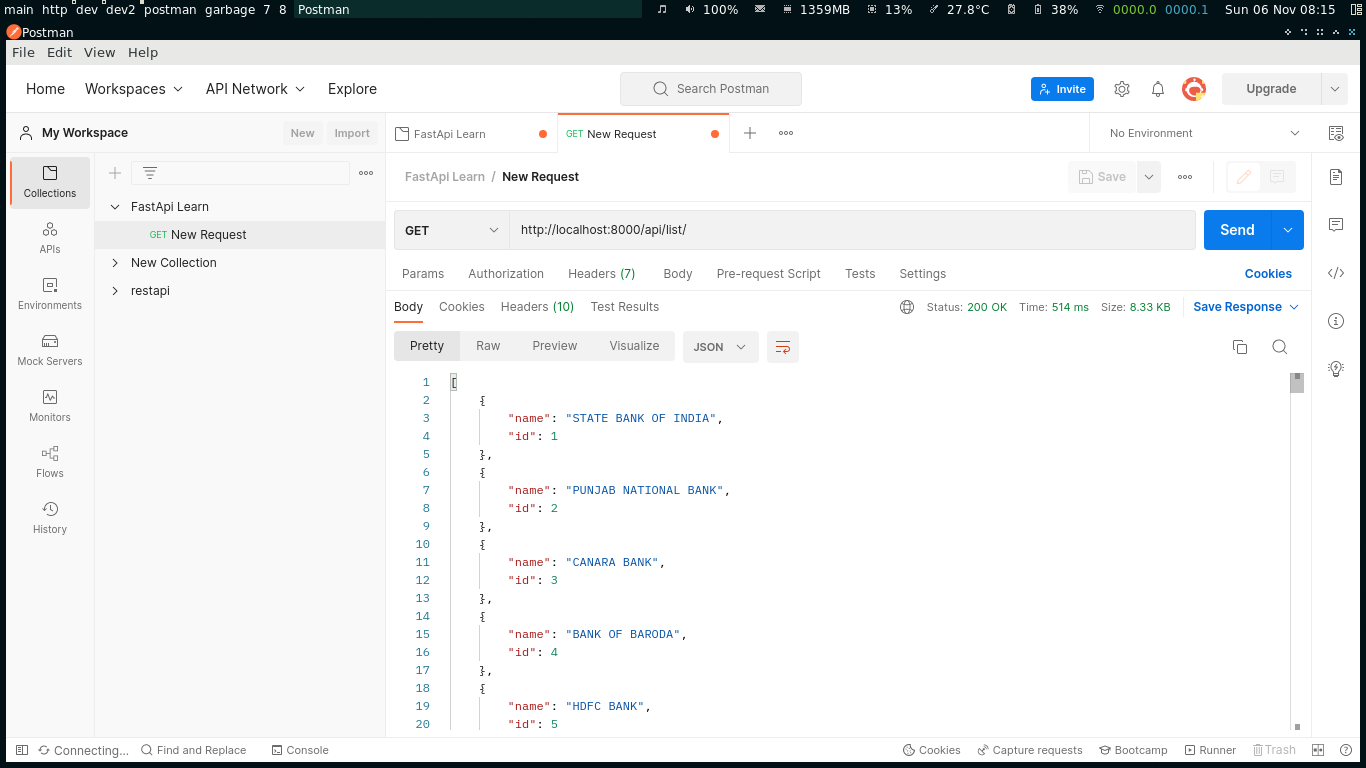 main http dev dev2 postman garbage 7 8 Postman 100% 1359MB 13% 27.8°C 38% 0000.0 0000.1 Sun 06 Nov 08:15
Postman
File Edit View Help
Home Workspaces API Network Explore Search Postman Invite Upgrade
My Workspace New Import FastApi Learn GET New Request No Environment
Collections
APIs
Environments
Mock Servers
Monitors
Flows
History
FastApi Learn
GET New Request
New Collection
restapi
FastApi Learn / New Request Save
GET http://localhost:8000/api/list/ Send
Params Authorization Headers (7) Body Pre-request Script Tests Settings Cookies
Body Cookies Headers (10) Test Results Status: 200 OK Time: 514 ms Size: 8.33 KB Save Response
Pretty Raw Preview Visualize JSON
1 [
2 {
3 "name": "STATE BANK OF INDIA",
4 "id": 1
5 },
6 {
7 "name": "PUNJAB NATIONAL BANK",
8 "id": 2
9 },
10 {
11 "name": "CANARA BANK",
12 "id": 3
13 },
14 {
15 "name": "BANK OF BARODA",
16 "id": 4
17 },
18 {
19 "name": "HDFC BANK",
20 "id": 5
Connecting... Find and Replace Console Cookies Capture requests Bootcamp Runner Trash